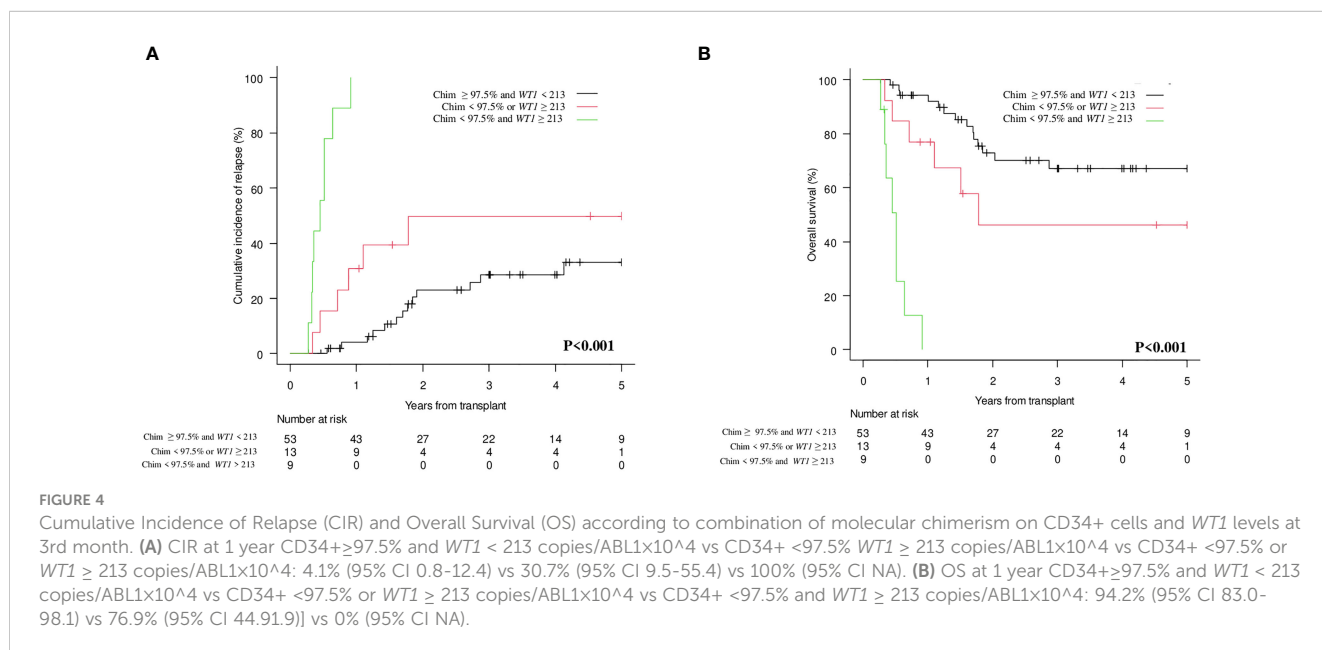 A
B
100
80
60
40
20
0
Cumulative incidence of relapse (%)
Chim ≥ 97.5% and WT1 < 213
Chim < 97.5% or WT1 ≥ 213
Chim < 97.5% and WT1 ≥ 213
P<0.001
0 1 2 3 4 5
Years from transplant
Number at risk
Chim ≥ 97.5% and WT1 < 213 53 43 27 22 14 9
Chim < 97.5% or WT1 ≥ 213 13 9 4 4 4 1
Chim < 97.5% and WT1 > 213 9 0 0 0 0 0
100
80
60
40
20
0
Overall survival (%)
Chim ≥ 97.5% and WT1 < 213
Chim < 97.5% or WT1 ≥ 213
Chim < 97.5% and WT1 ≥ 213
P<0.001
0 1 2 3 4 5
Years from transplant
Number at risk
Chim ≥ 97.5% and WT1 < 213 53 43 27 22 14 9
Chim < 97.5% or WT1 ≥ 213 13 9 4 4 4 1
Chim < 97.5% and WT1 ≥ 213 9 0 0 0 0 0
FIGURE 4
Cumulative Incidence of Relapse (CIR) and Overall Survival (OS) according to combination of molecular chimerism on CD34+ cells and WT1 levels at
3rd month. (A) CIR at 1 year CD34+≥97.5% and WT1 < 213 copies/ABL1×10^4 vs CD34+ <97.5% WT1 ≥ 213 copies/ABL1×10^4 vs CD34+ <97.5% or
WT1 ≥ 213 copies/ABL1×10^4: 4.1% (95% CI 0.8-12.4) vs 30.7% (95% CI 9.5-55.4) vs 100% (95% CI NA). (B) OS at 1 year CD34+≥97.5% and WT1 < 213
copies/ABL1×10^4 vs CD34+ <97.5% or WT1 ≥ 213 copies/ABL1×10^4 vs CD34+ <97.5% and WT1 ≥ 213 copies/ABL1×10^4: 94.2% (95% CI 83.0-
98.1) vs 76.9% (95% CI 44.91.9)] vs 0% (95% CI NA).